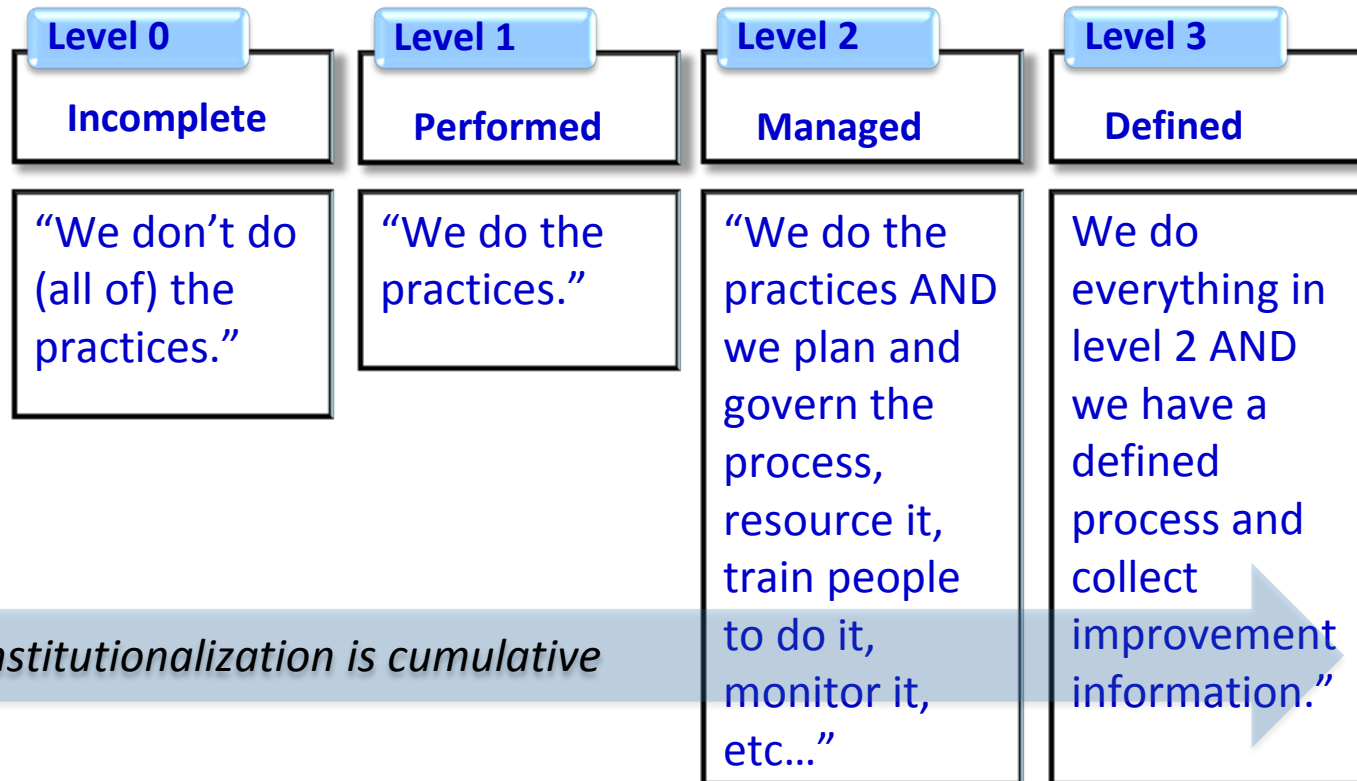 Level 0
Incomplete
“We don’t do
(all of) the
practices.”
Level 1
Performed
“We do the
practices.”
Level 2
Managed
“We do the
practices AND
we plan and
govern the
process,
resource it,
train people
to do it,
monitor it,
etc…”
Level 3
Defined
We do
everything in
level 2 AND
we have a
defined
process and
collect
improvement
information.”
nstitutionalization is cumulative